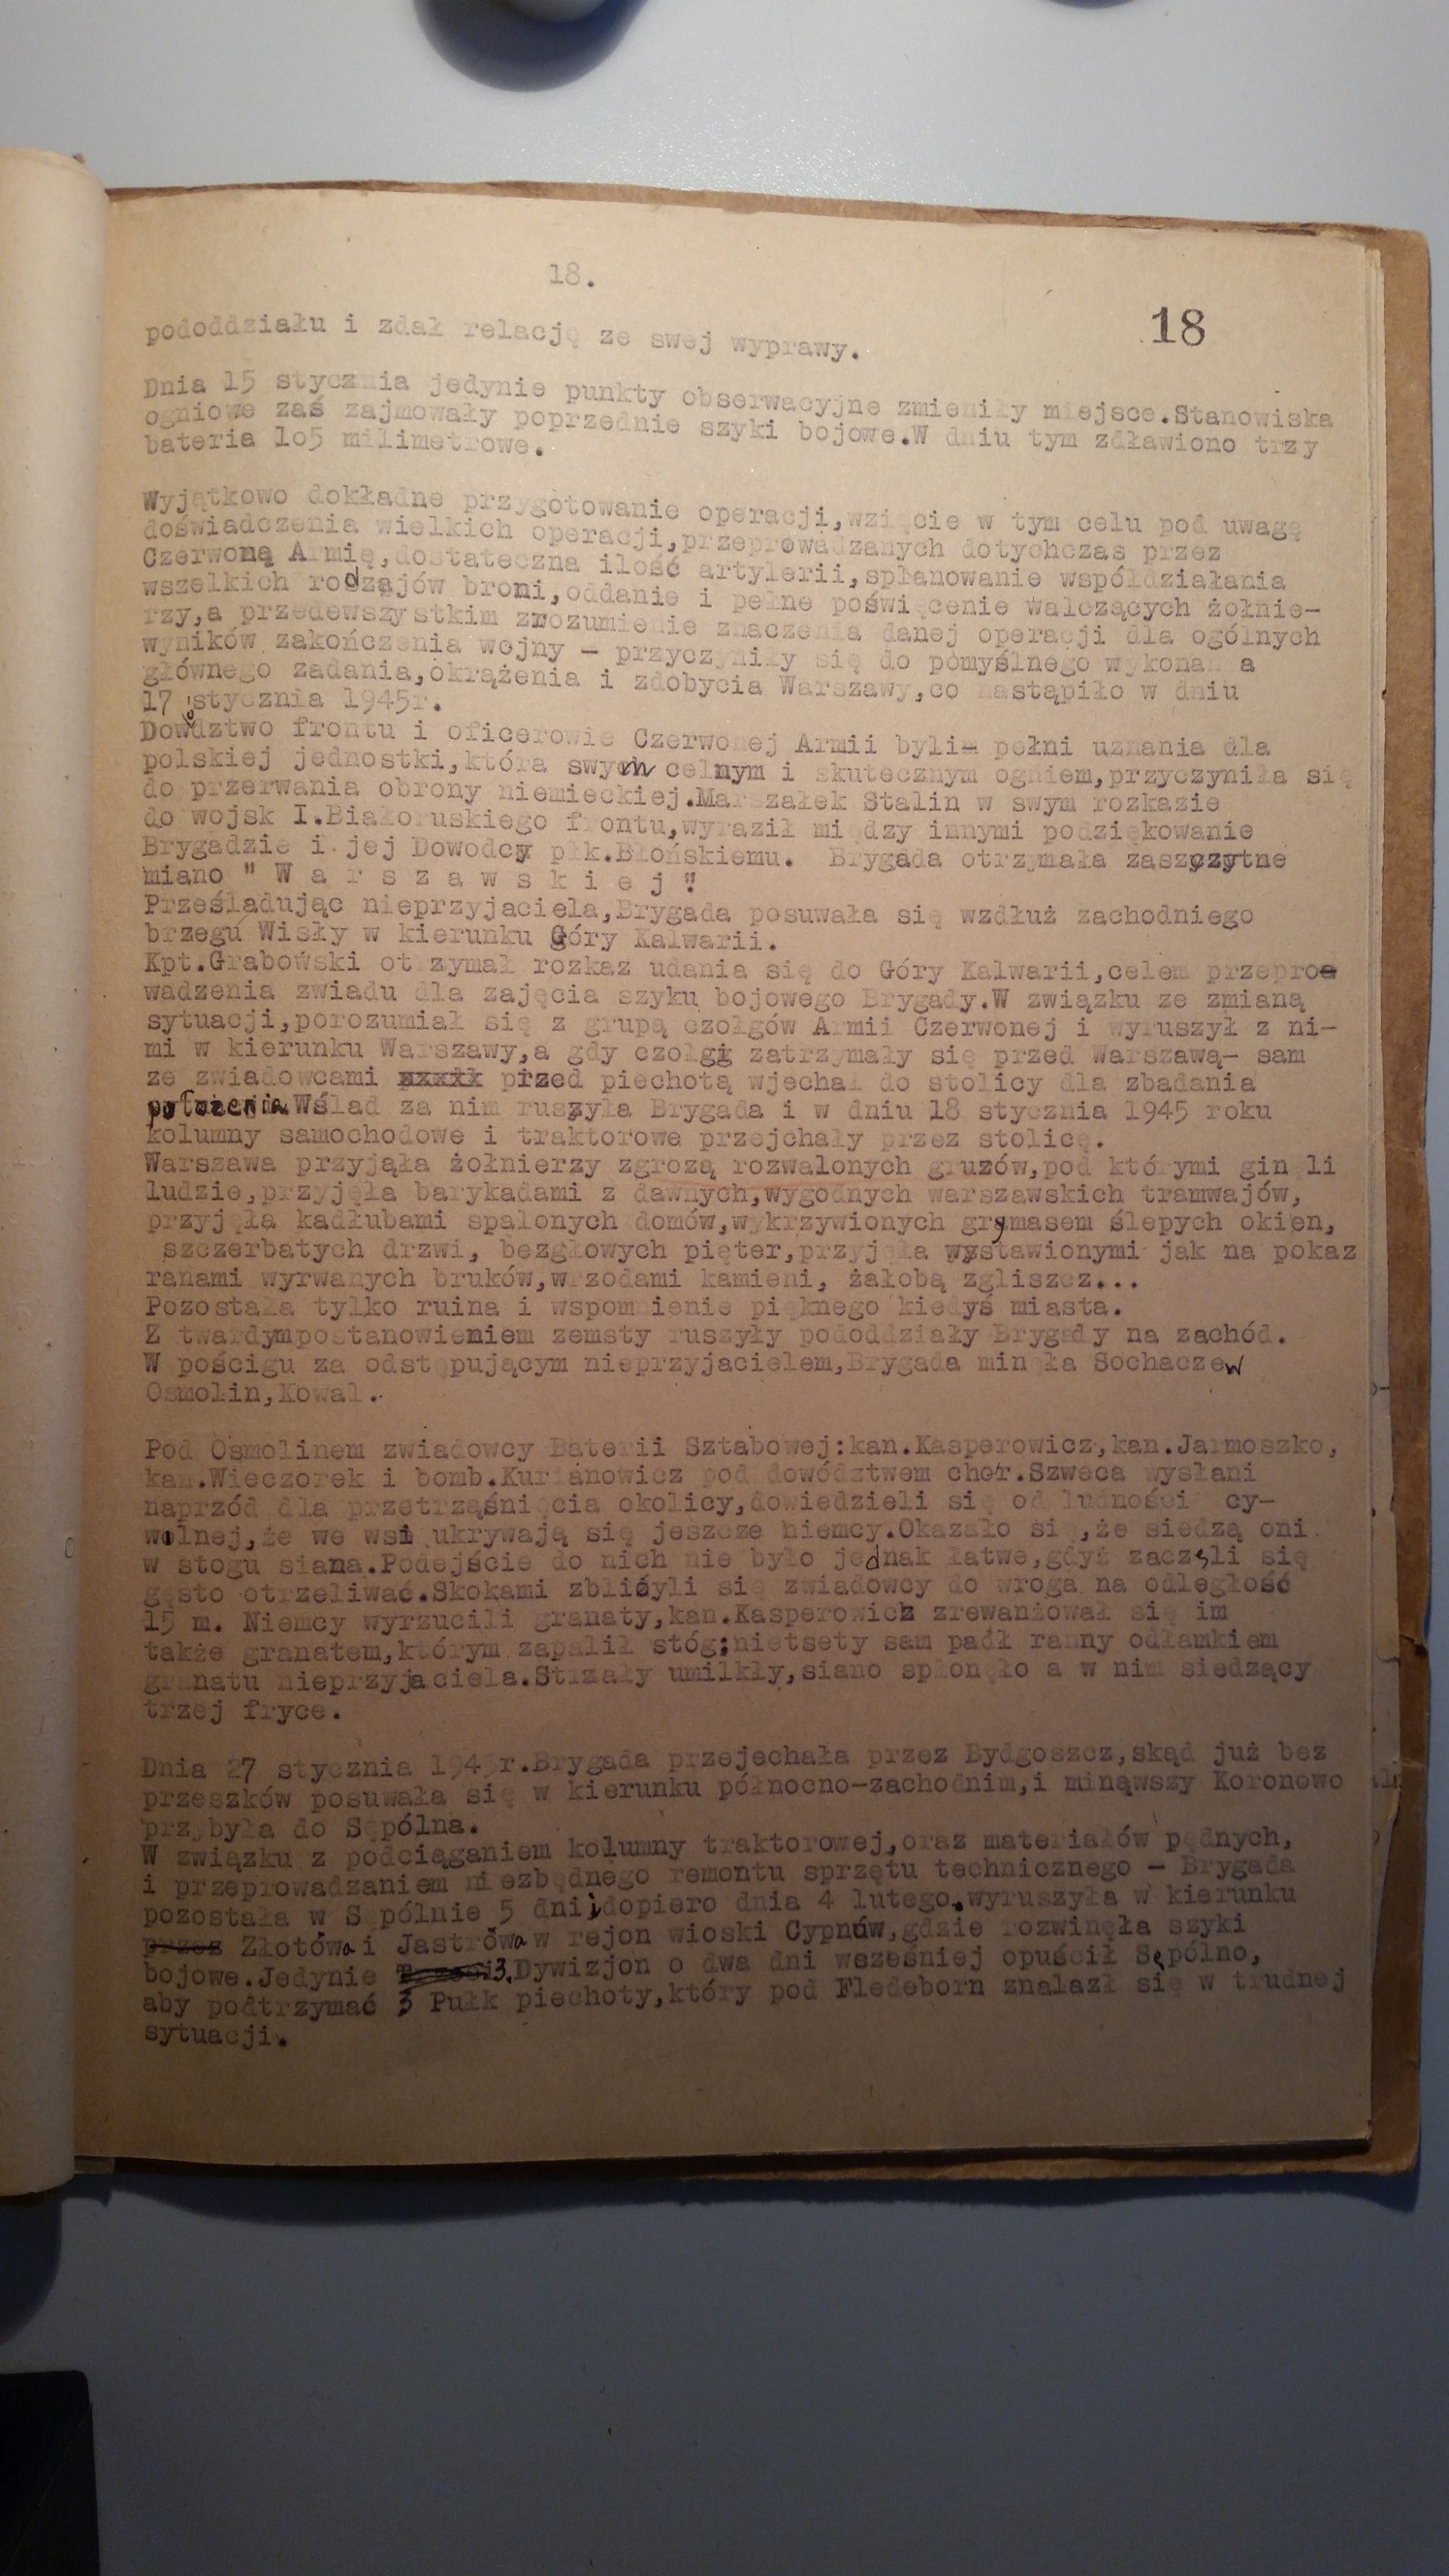 18.
18
pododdziału i zdał relację ze swej wyprawy.
Dnia 15 stycznia jedynie punkty obserwacyjne zmieniły miejsce.Stanowiska
ogniowe zaś zajmowały poprzednie szyki bojowe.W dniu tym zdławiono trzy
bateria 1o5 milimetrowe.
Wyjątkowo dokładne przygotowanie operacji,wzięcie w tym celu pod uwagę
doświadczenia wielkich operacji,przeprowadzanych dotychczas przez
Czerwoną Armię,dostateczna ilość artylerii,splanowanie współdziałania
wszelkich rodzajów broni,oddanie i pełne poświęcenie walczących żołnie-
rzy,a przedewszystkim zrozumienie znaczenia danej operacji dla ogólnych
wyników zakończenia wojny - przyczyniły się do pomyślnego wykonania
głównego zadania,okrążenia i zdobycia Warszawy,co nastąpiło w dniu
17 stycznia 1945r.
Dowództwo frontu i oficerowie Czerwonej Armii byli pełni uznania dla
polskiej jednostki,która swym celnym i skutecznym ogniem,przyczyniła się
do przerwania obrony niemieckiej.Marszałek Stalin w swym rozkazie
do wojsk I.Białoruskiego frontu,wyraził między innymi podziękowanie
Brygadzie i jej Dowodcy płk.Błońskiemu. Brygada otrzymała zaszczytne
miano " W a r s z a w s k i e j ".
Prześladując nieprzyjaciela,Brygada posuwała się wzdłuż zachodniego
brzegu Wisły w kierunku Góry Kalwarii.
Kpt.Grabowski otrzymał rozkaz udania się do Góry Kalwarii,celem przepro-
wadzenia zwiadu dla zajęcia szyku bojowego Brygady.W związku ze zmianą
sytuacji,porozumiał się z grupą czołgów Armii Czerwonej i wyruszył z ni-
mi w kierunku Warszawy,a gdy czołgi zatrzymały się przed Warszawą- sam
ze zwiadowcami przed piechotą wjechał do stolicy dla zbadania
położenia.Wślad za nim ruszyła Brygada i w dniu 18 stycznia 1945 roku
kolumny samochodowe i traktorowe przejchały przez stolicę.
Warszawa przyjąła żołnierzy zgrozą rozwalonych gruzów,pod którymi ginęli
ludzie,przyjęła barykadami z dawnych,wygodnych warszawskich tramwajów,
przyjęła kadłubami spalonych domów,wykrzywionych grymasem ślepych okien,
szczerbatych drzwi, bezgłowych pięter,przyjęła wystawionymi jak na pokaz
ranami wyrwanych bruków,wrzodami kamieni, żałobą zgliszcz...
Pozostała tylko ruina i wspomnienie pięknego kiedyś miasta.
Z twardympostanowieniem zemsty ruszyły pododdziały Brygady na zachód.
W pościgu za odstępującym nieprzyjacielem,Brygada minęła Sochaczew
Osmolin,Kowal.
Pod Osmolinem zwiadowcy Baterii Sztabowej:kan.Kasperowicz,kan.Jarmoszko,
kan.Wieczorek i bomb.Kurianowicz pod dowództwem chor.Szweca wysłani
naprzód dla przetrząśnięcia okolicy,dowiedzieli się od ludności cy-
wilnej,że we wsi ukrywają się jeszcze niemcy.Okazało się,że siedzą oni
w stogu siana.Podejście do nich nie było jednak łatwe,gdyż zaczęli się
gęsto otrzeliwać.Skokami zbliżyli się zwiadowcy do wroga na odległość
15 m. Niemcy wyrzucili granaty,kan.Kasperowicz zrewanżował się im
także granatem,którym zapalił stóg;nietsety sam padł ranny odłamkiem
granatu nieprzyjaciela.Strzały umilkły,siano spłonęło a w nim siedzący
trzej fryce.
Dnia 27 stycznia 1945r.Brygada przejechała przez Bydgoszcz,skąd już bez
przeszków posuwała się w kierunku północno-zachodnim,i minąwszy Koronowo
przybyła do Sępólna.
W związku z podciąganiem kolumny traktorowej,oraz materiałów pędnych,
i przeprowadzaniem niezbędnego remontu sprzętu technicznego - Brygada
pozostała w Sępólnie 5 dni i dopiero dnia 4 lutego.wyruszyła w kierunku
przez Złotówa i Jastrowa w rejon wioski Cypnów,gdzie rozwinęła szyki
bojowe.Jedynie 3.Dywizjon o dwa dni wcześniej opuścił Sępólno,
aby podtrzymać 3 Pułk piechoty,który pod Fledeborn znalazł się w trudnej
sytuacji.